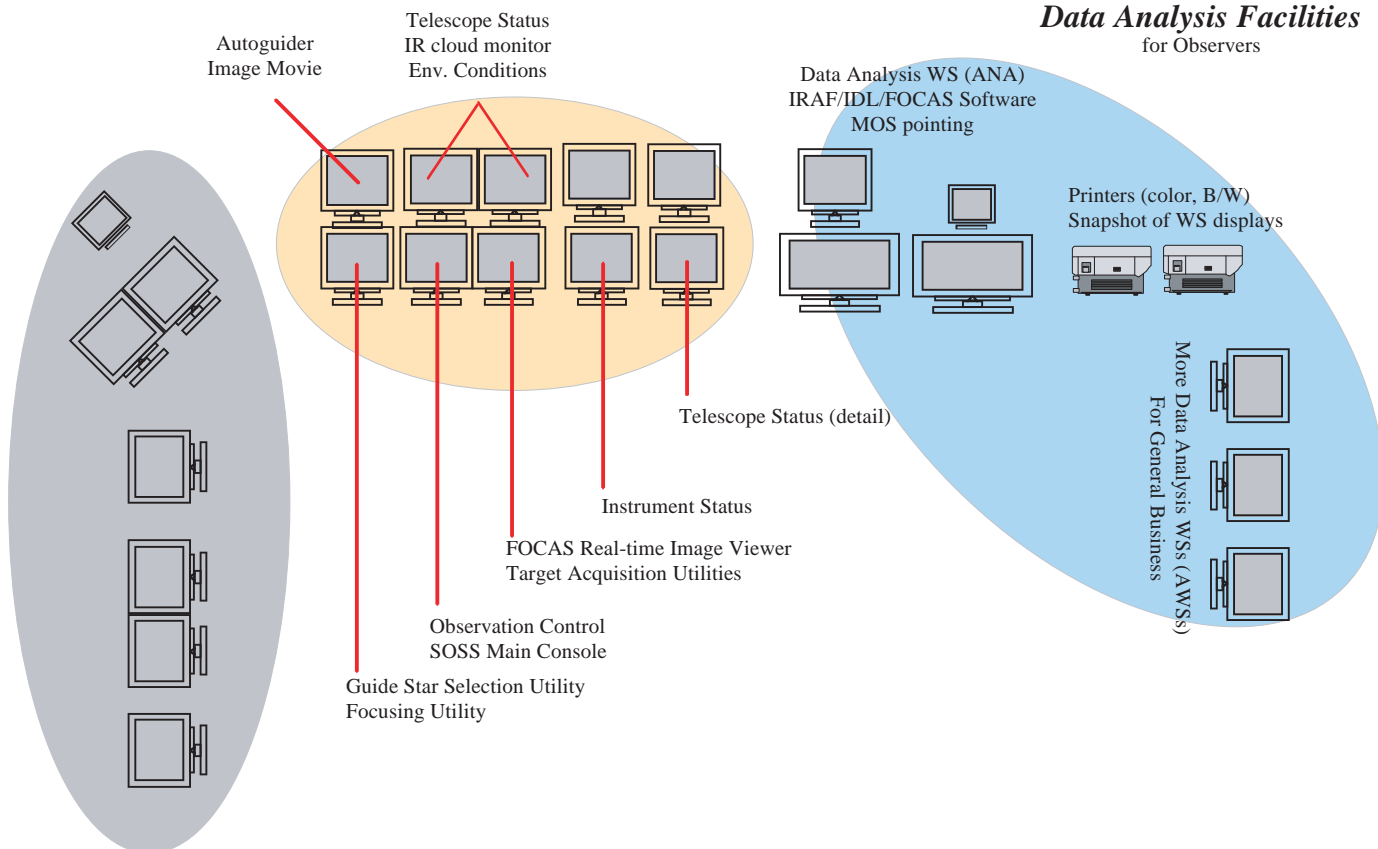 Data Analysis Facilities
for Observers
Telescope Status
IR cloud monitor
Env. Conditions
Autoguider
Image Movie
Data Analysis WS (ANA)
IRAF/IDL/FOCAS Software
MOS pointing
Printers (color, B/W)
Snapshot of WS displays
More Data Analysis WSs (AWSs)
For General Business
Telescope Status (detail)
Instrument Status
FOCAS Real-time Image Viewer
Target Acquisition Utilities
Observation Control
SOSS Main Console
Guide Star Selection Utility
Focusing Utility